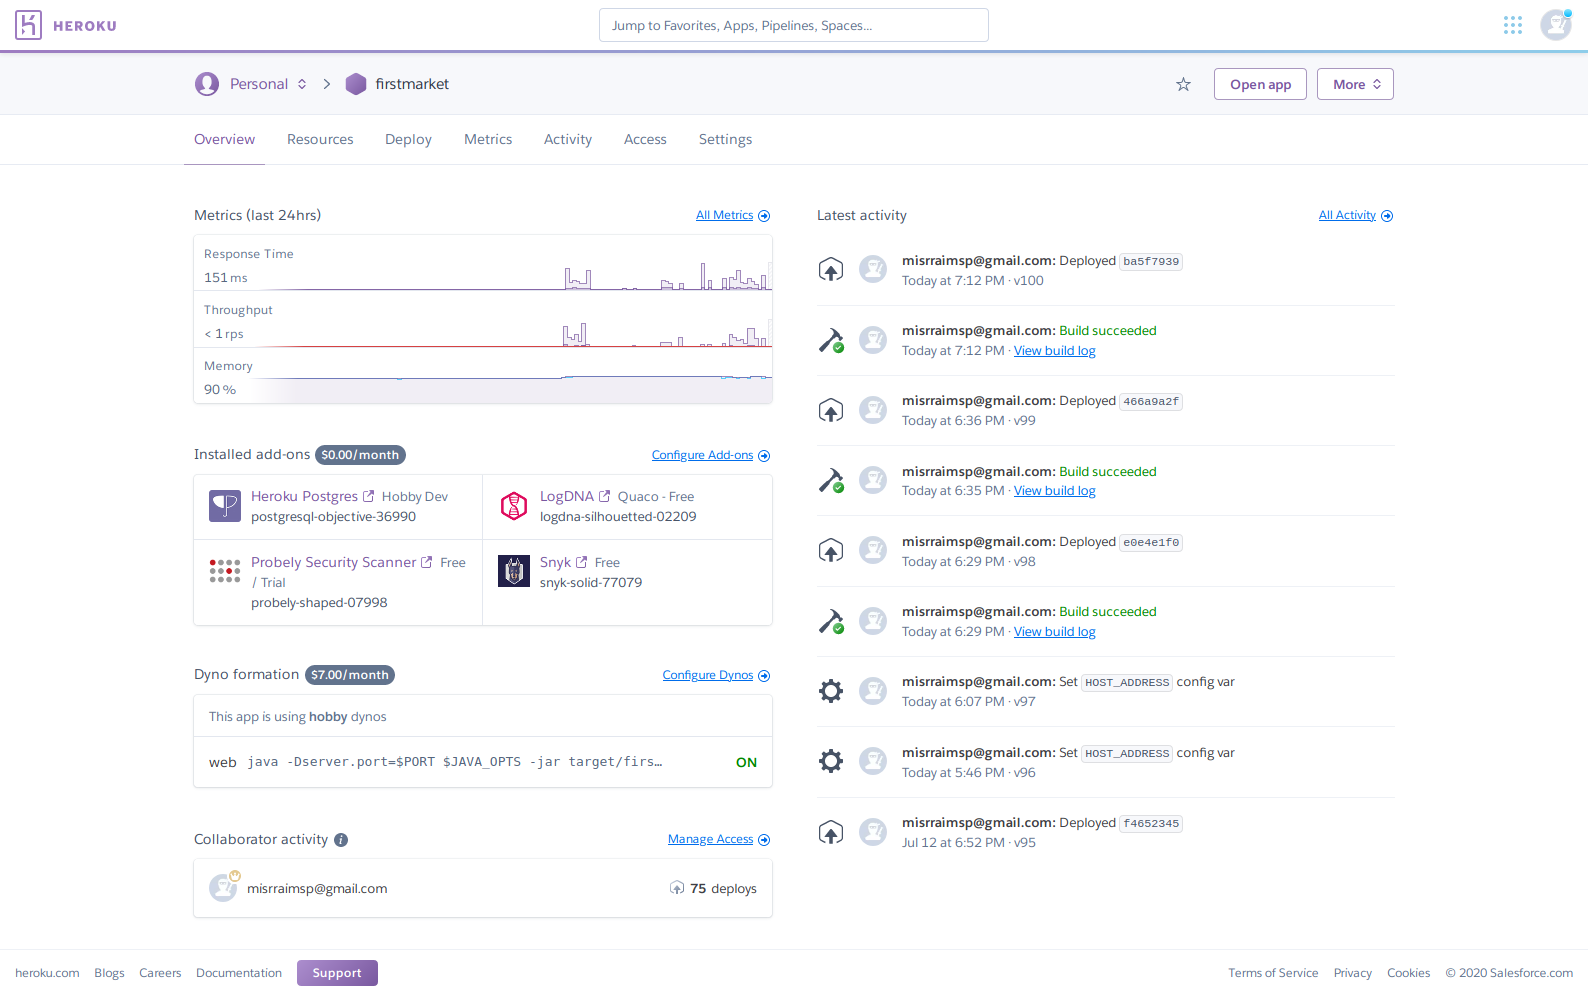 HEROKU
Jump to Favorites, Apps, Pipelines, Spaces...
Personal firstmarket
Open app
More
Overview Resources Deploy Metrics Activity Access Settings
Metrics (last 24hrs)
All Metrics
Response Time
151 ms
Throughput
< 1 rps
Memory
90 %
Installed add-ons $0.00/month
Configure Add-ons
Heroku Postgres Hobby Dev
postgresql-objective-36990
LogDNA Quaco - Free
logdna-silhouetted-02209
Probely Security Scanner Free
/ Trial
probely-shaped-07998
Snyk Free
snyk-solid-77079
Dyno formation $7.00/month
Configure Dynos
This app is using hobby dynos
web java -Dserver.port=$PORT $JAVA_OPTS -jar target/firs…
ON
Collaborator activity
Manage Access
misrraimsp@gmail.com
75 deploys
Latest activity
All Activity
misrraimsp@gmail.com: Deployed ba5f7939
Today at 7:12 PM · v100
misrraimsp@gmail.com: Build succeeded
Today at 7:12 PM · View build log
misrraimsp@gmail.com: Deployed 466a9a2f
Today at 6:36 PM · v99
misrraimsp@gmail.com: Build succeeded
Today at 6:35 PM · View build log
misrraimsp@gmail.com: Deployed e0e4e1f0
Today at 6:29 PM · v98
misrraimsp@gmail.com: Build succeeded
Today at 6:29 PM · View build log
misrraimsp@gmail.com: Set HOST_ADDRESS config var
Today at 6:07 PM · v97
misrraimsp@gmail.com: Set HOST_ADDRESS config var
Today at 5:46 PM · v96
misrraimsp@gmail.com: Deployed f4652345
Jul 12 at 6:52 PM · v95
heroku.com Blogs Careers Documentation Support
Terms of Service Privacy Cookies © 2020 Salesforce.com